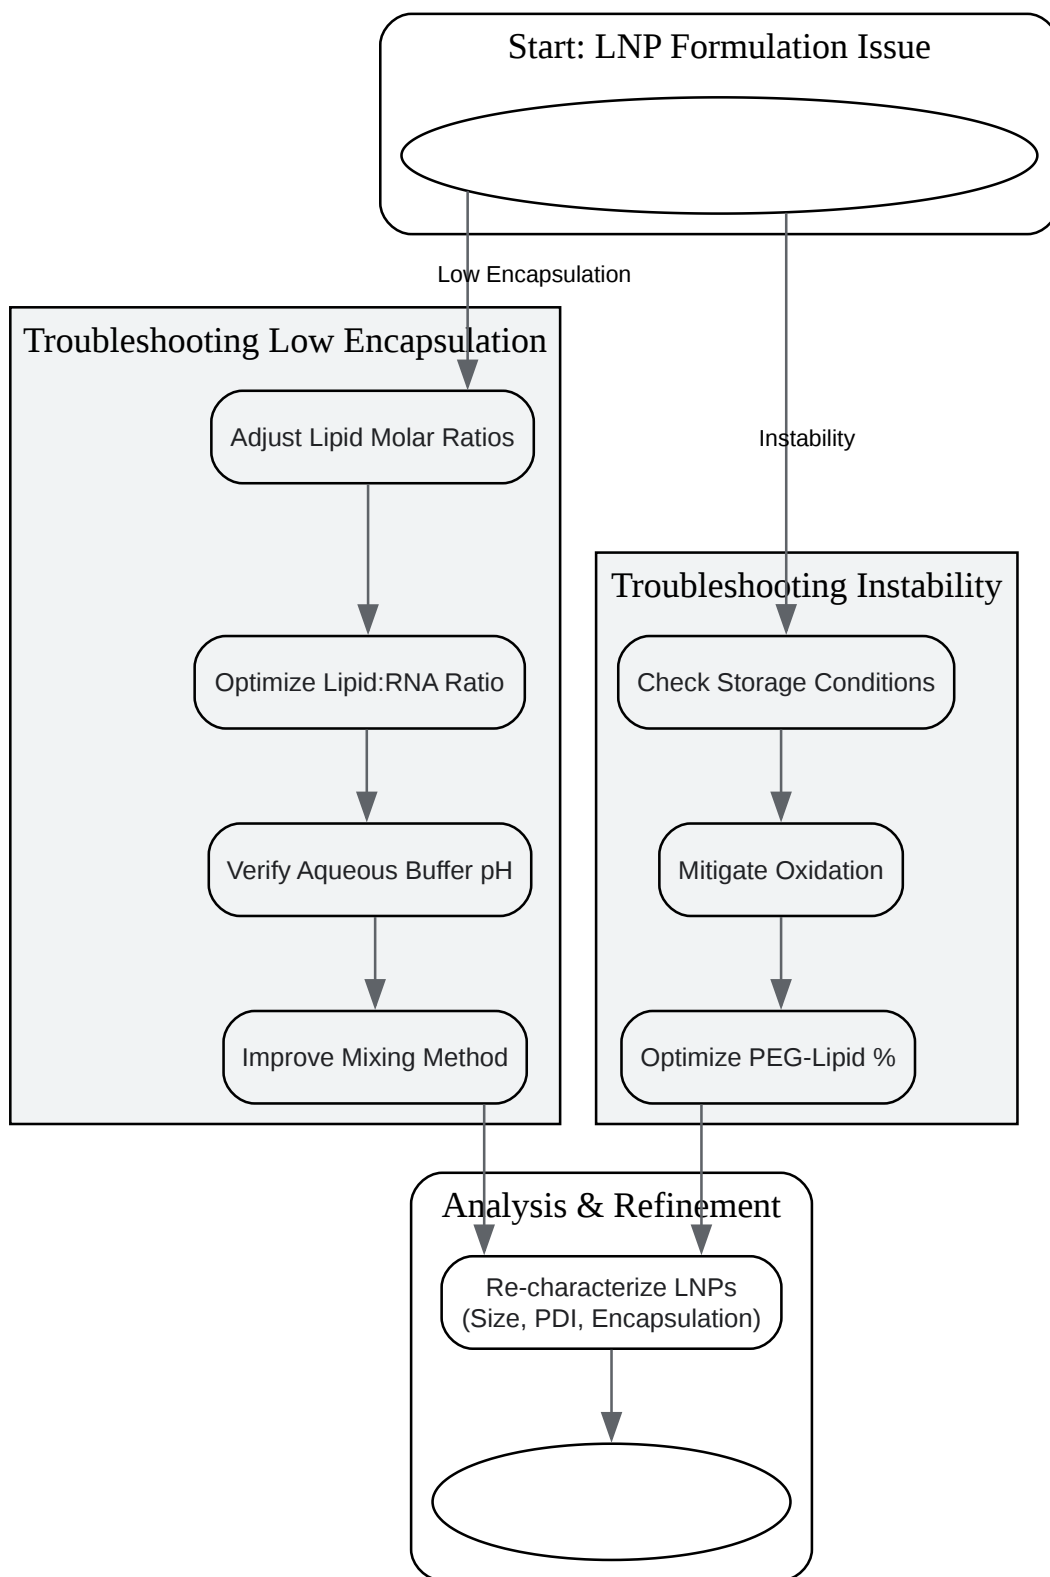 Start: LNP Formulation Issue
Low Encapsulation
Troubleshooting Low Encapsulation
Adjust Lipid Molar Ratios
Optimize Lipid:RNA Ratio
Verify Aqueous Buffer pH
Improve Mixing Method
Instability
Troubleshooting Instability
Check Storage Conditions
Mitigate Oxidation
Optimize PEG-Lipid %
Analysis & Refinement
Re-characterize LNPs
(Size, PDI, Encapsulation)